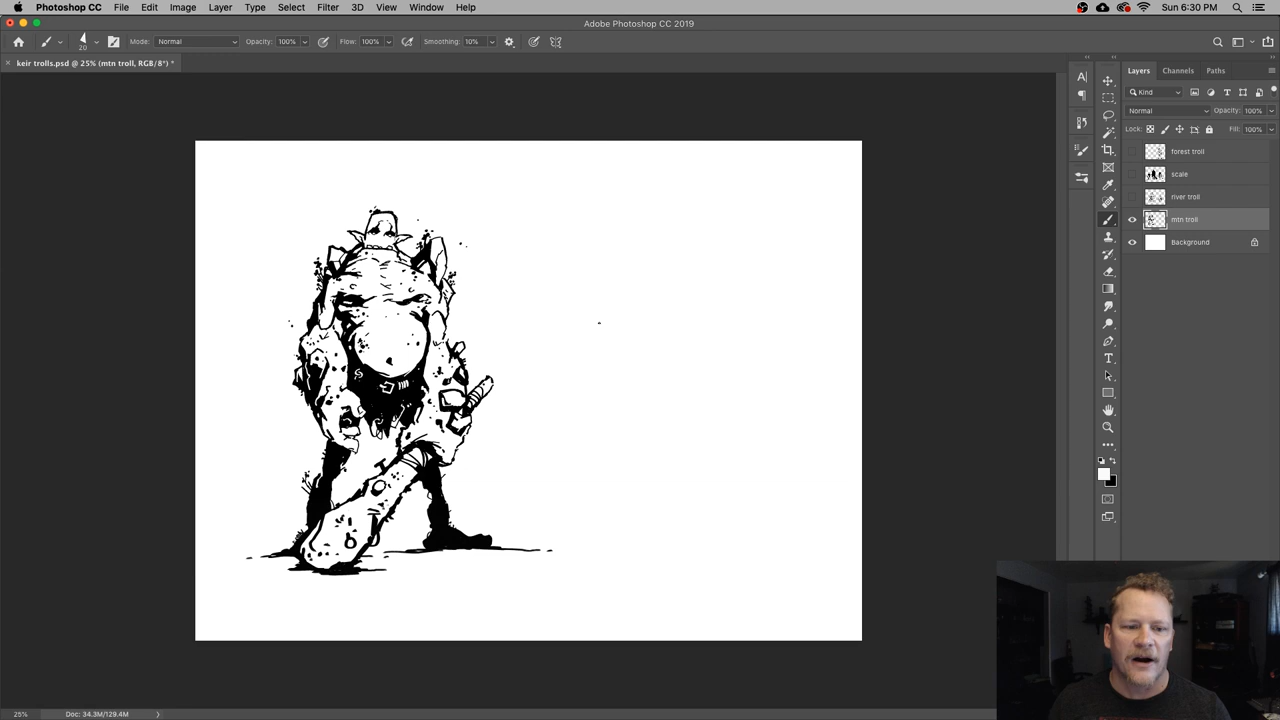 Photoshop CC File Edit Image Layer Type Select Filter 3D View Window Help Sun 6:30 PM
Adobe Photoshop CC 2019
20 Mode: Normal Opacity: 100% Flow: 100% Smoothing: 10%
keir trolls.psd @ 25% (mtn troll, RGB/8*) *
Layers Channels Paths
Kind
Normal Opacity: 100%
Lock: Fill: 100%
forest troll
scale
river troll
mtn troll
Background
25% Doc: 34.3M/129.4M